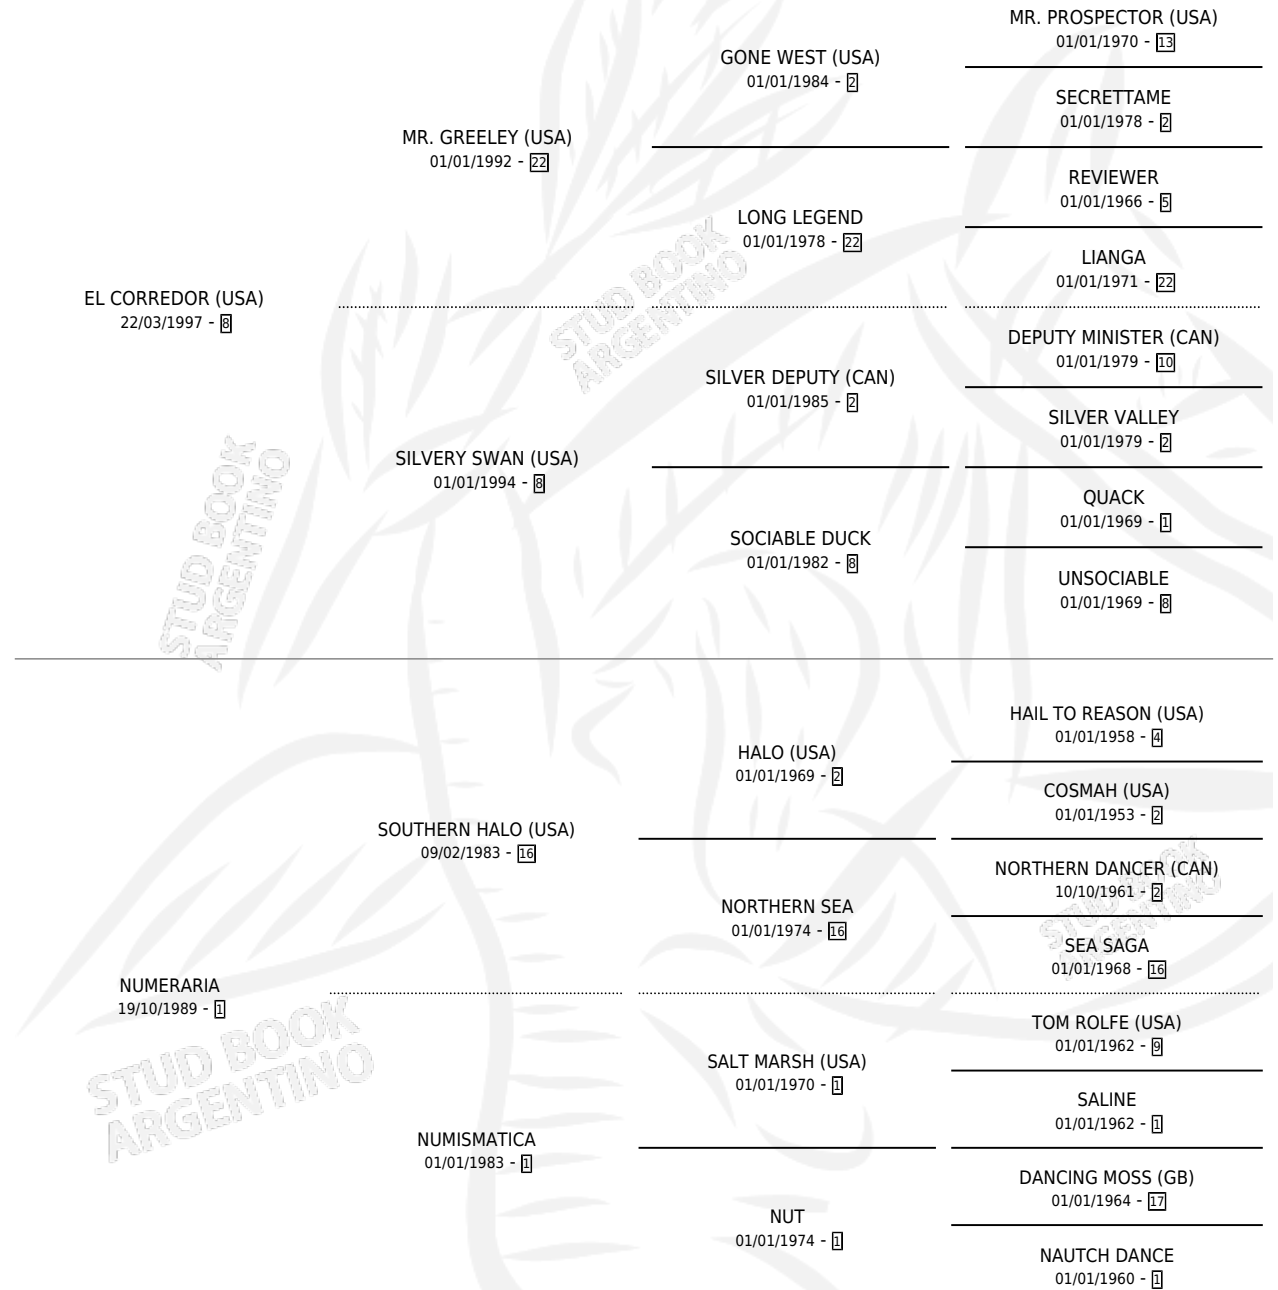 MR. PROSPECTOR (USA)
01/01/1970 - 13
GONE WEST (USA)
01/01/1984 - 2
SECRETTAME
01/01/1978 - 2
MR. GREELEY (USA)
01/01/1992 - 22
REVIEWER
01/01/1966 - 5
LONG LEGEND
01/01/1978 - 22
LIANGA
01/01/1971 - 22
EL CORREDOR (USA)
22/03/1997 - 8
DEPUTY MINISTER (CAN)
01/01/1979 - 10
SILVER DEPUTY (CAN)
01/01/1985 - 2
SILVER VALLEY
01/01/1979 - 2
SILVERY SWAN (USA)
01/01/1994 - 8
QUACK
01/01/1969 - 1
SOCIABLE DUCK
01/01/1982 - 8
UNSOCIABLE
01/01/1969 - 8
HAIL TO REASON (USA)
01/01/1958 - 4
HALO (USA)
01/01/1969 - 2
COSMAH (USA)
01/01/1953 - 2
SOUTHERN HALO (USA)
09/02/1983 - 16
NORTHERN DANCER (CAN)
10/10/1961 - 2
NORTHERN SEA
01/01/1974 - 16
SEA SAGA
01/01/1968 - 16
NUMERARIA
19/10/1989 - 1
TOM ROLFE (USA)
01/01/1962 - 9
SALT MARSH (USA)
01/01/1970 - 1
SALINE
01/01/1962 - 1
NUMISMATICA
01/01/1983 - 1
DANCING MOSS (GB)
01/01/1964 - 17
NUT
01/01/1974 - 1
NAUTCH DANCE
01/01/1960 - 1
STUD BOOK
ARGENTINO
STUD BOOK
ARGENTINO
STUD BOOK
ARGENTINO
STUD BOOK
ARGENTINO